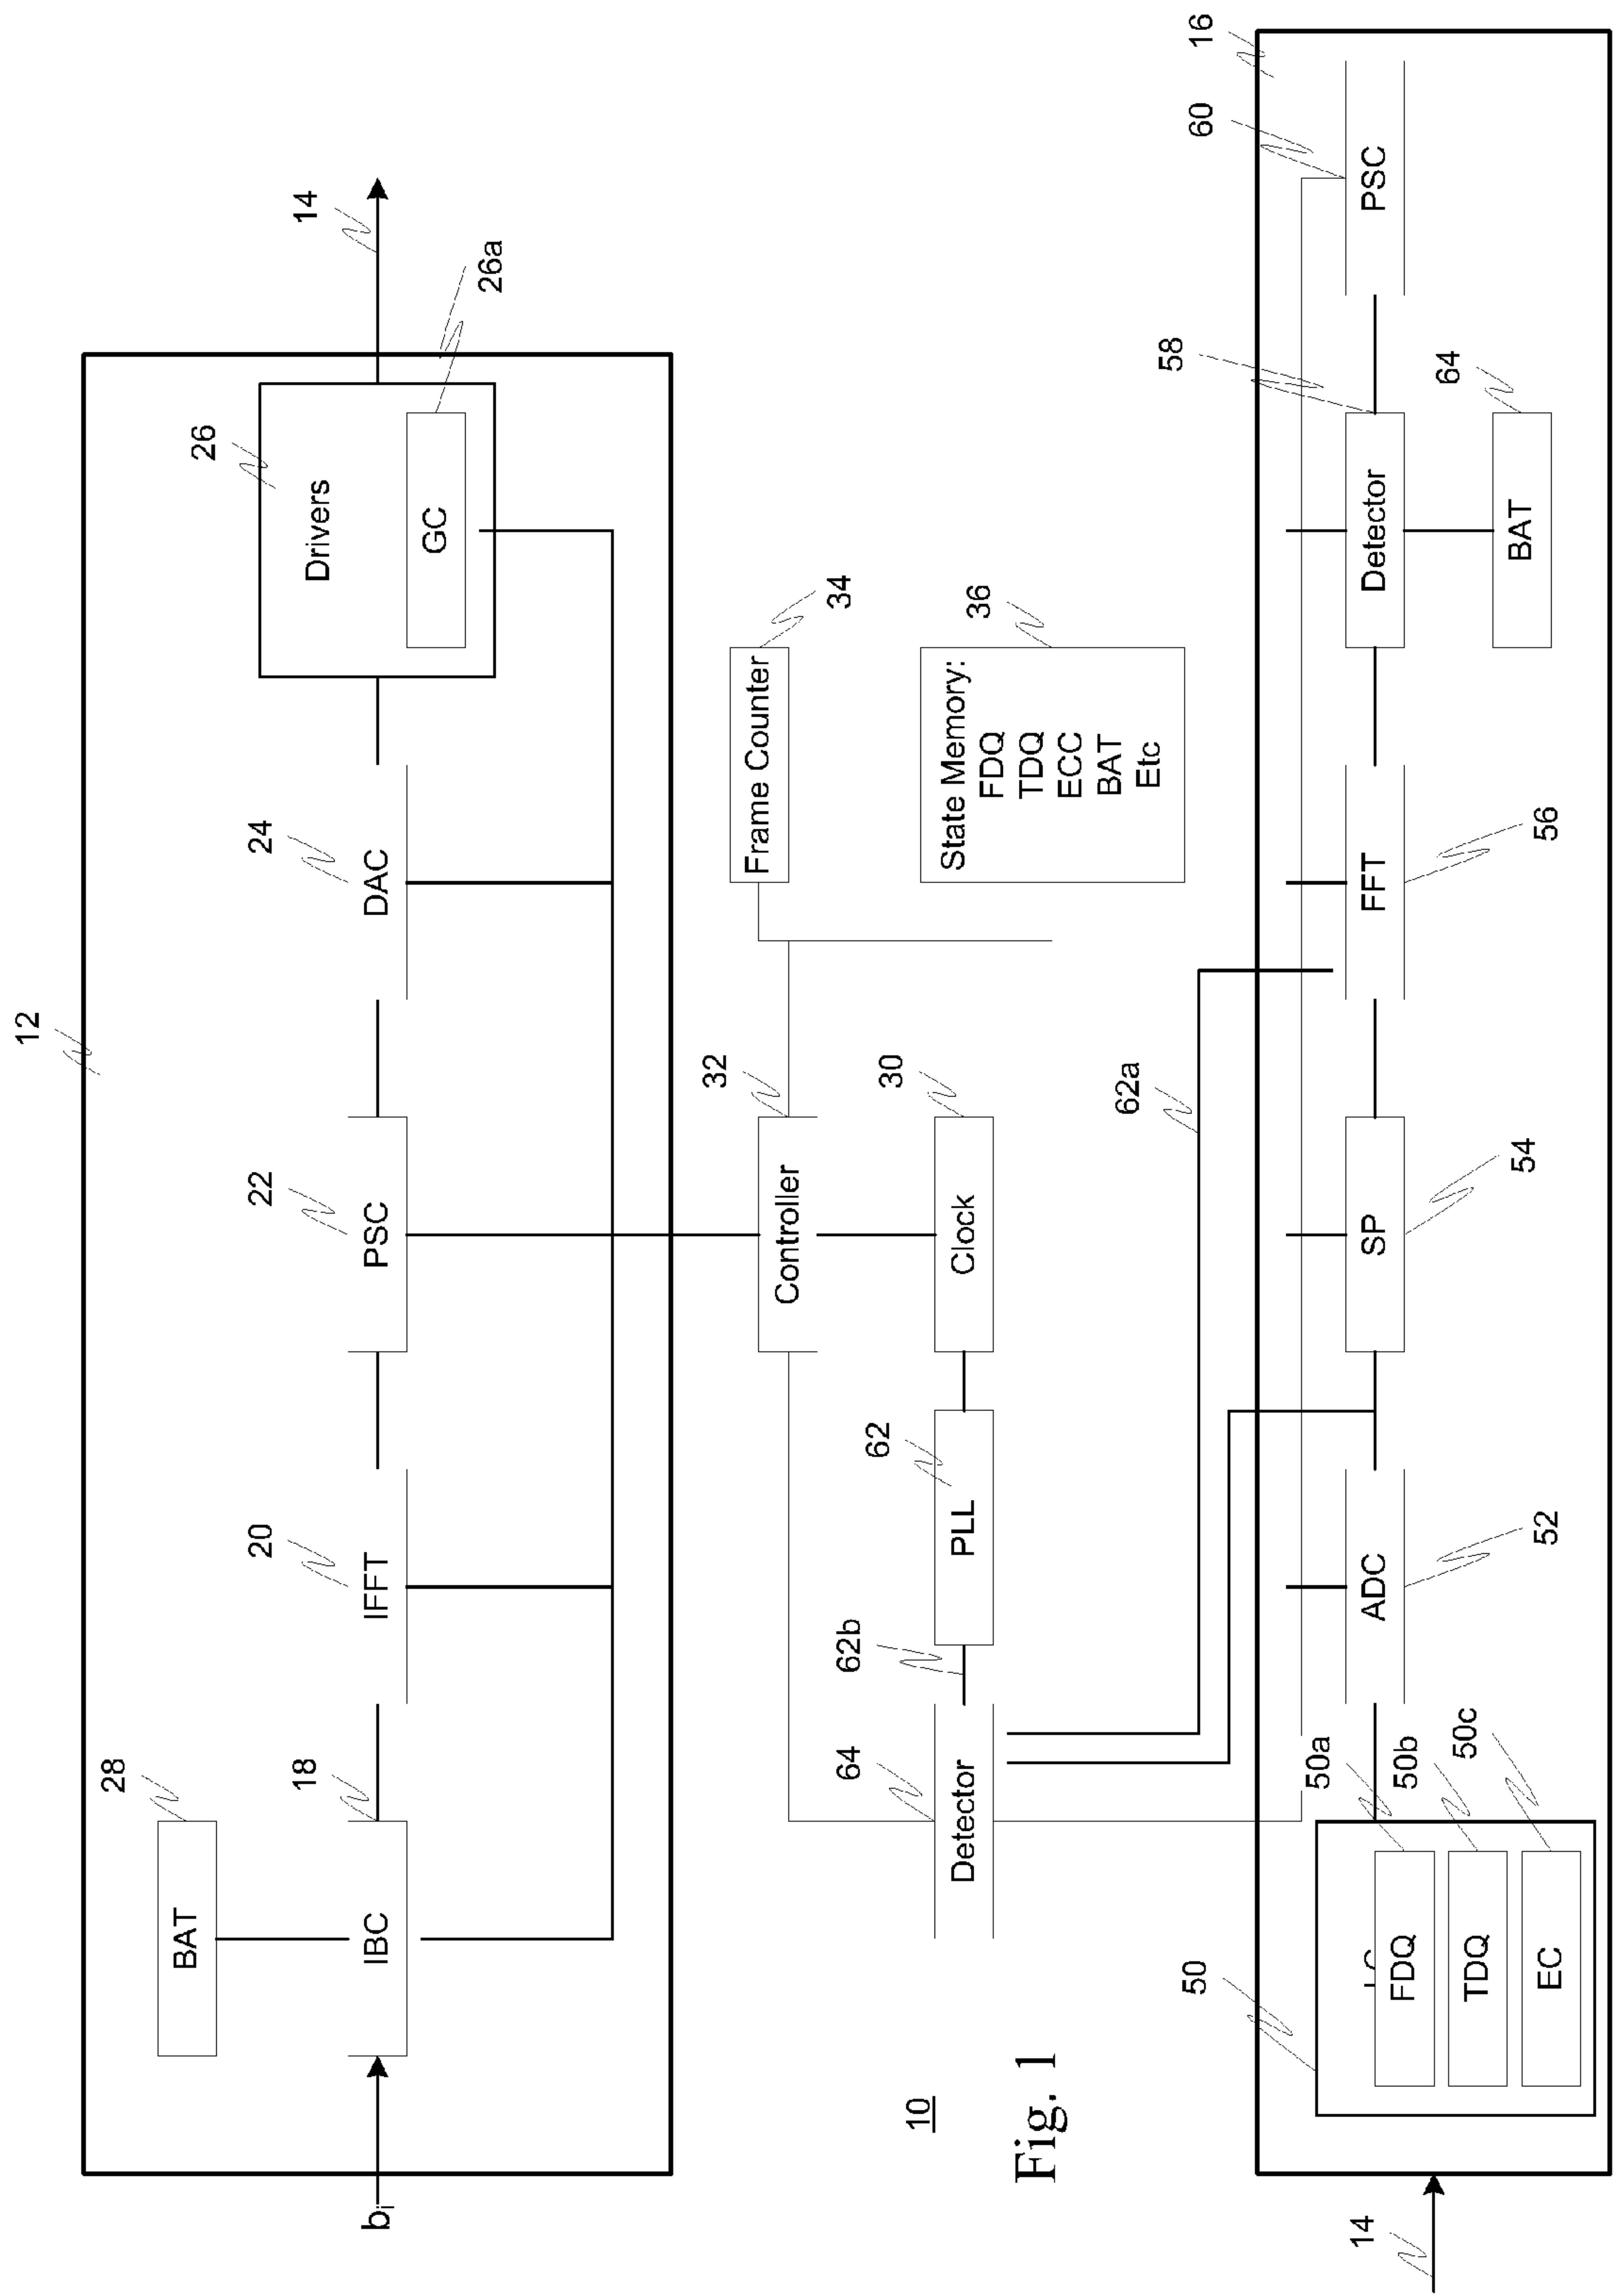 12
28
BAT
18
IBC
bi
20
IFFT
22
PSC
24
DAC
26
Drivers
GC
26a
14
32
Controller
30
Clock
34
Frame Counter
36
State Memory:
FDQ
TDQ
ECC
BAT
Etc
62
PLL
62b
64
Detector
62a
10
Fig. 1
14
50
FDQ
TDQ
EC
50a
50b
50c
ADC
52
SP
54
FFT
56
Detector
58
BAT
64
PSC
60
16